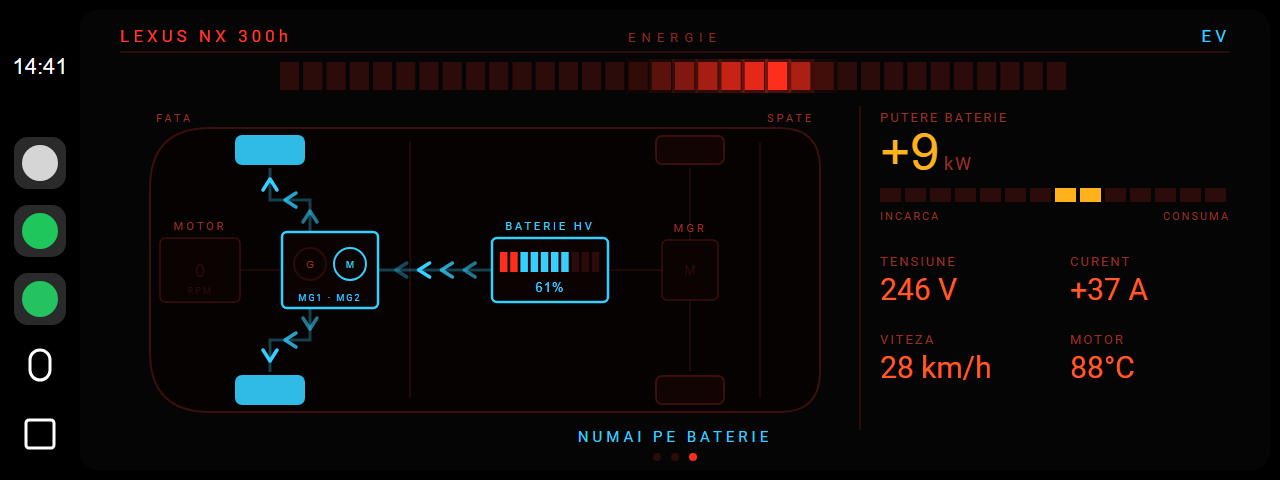 LEXUS NX 300h
ENERGIE
EV
14:41
FATA
SPATE
PUTERE BATERIE
+9 kW
INCARCA
CONSUMA
MOTOR
0
RPM
G
M
MG1 · MG2
BATERIE HV
61%
MGR
M
TENSIUNE
CURENT
246 V
+37 A
VITEZA
MOTOR
28 km/h
88°C
NUMAI PE BATERIE